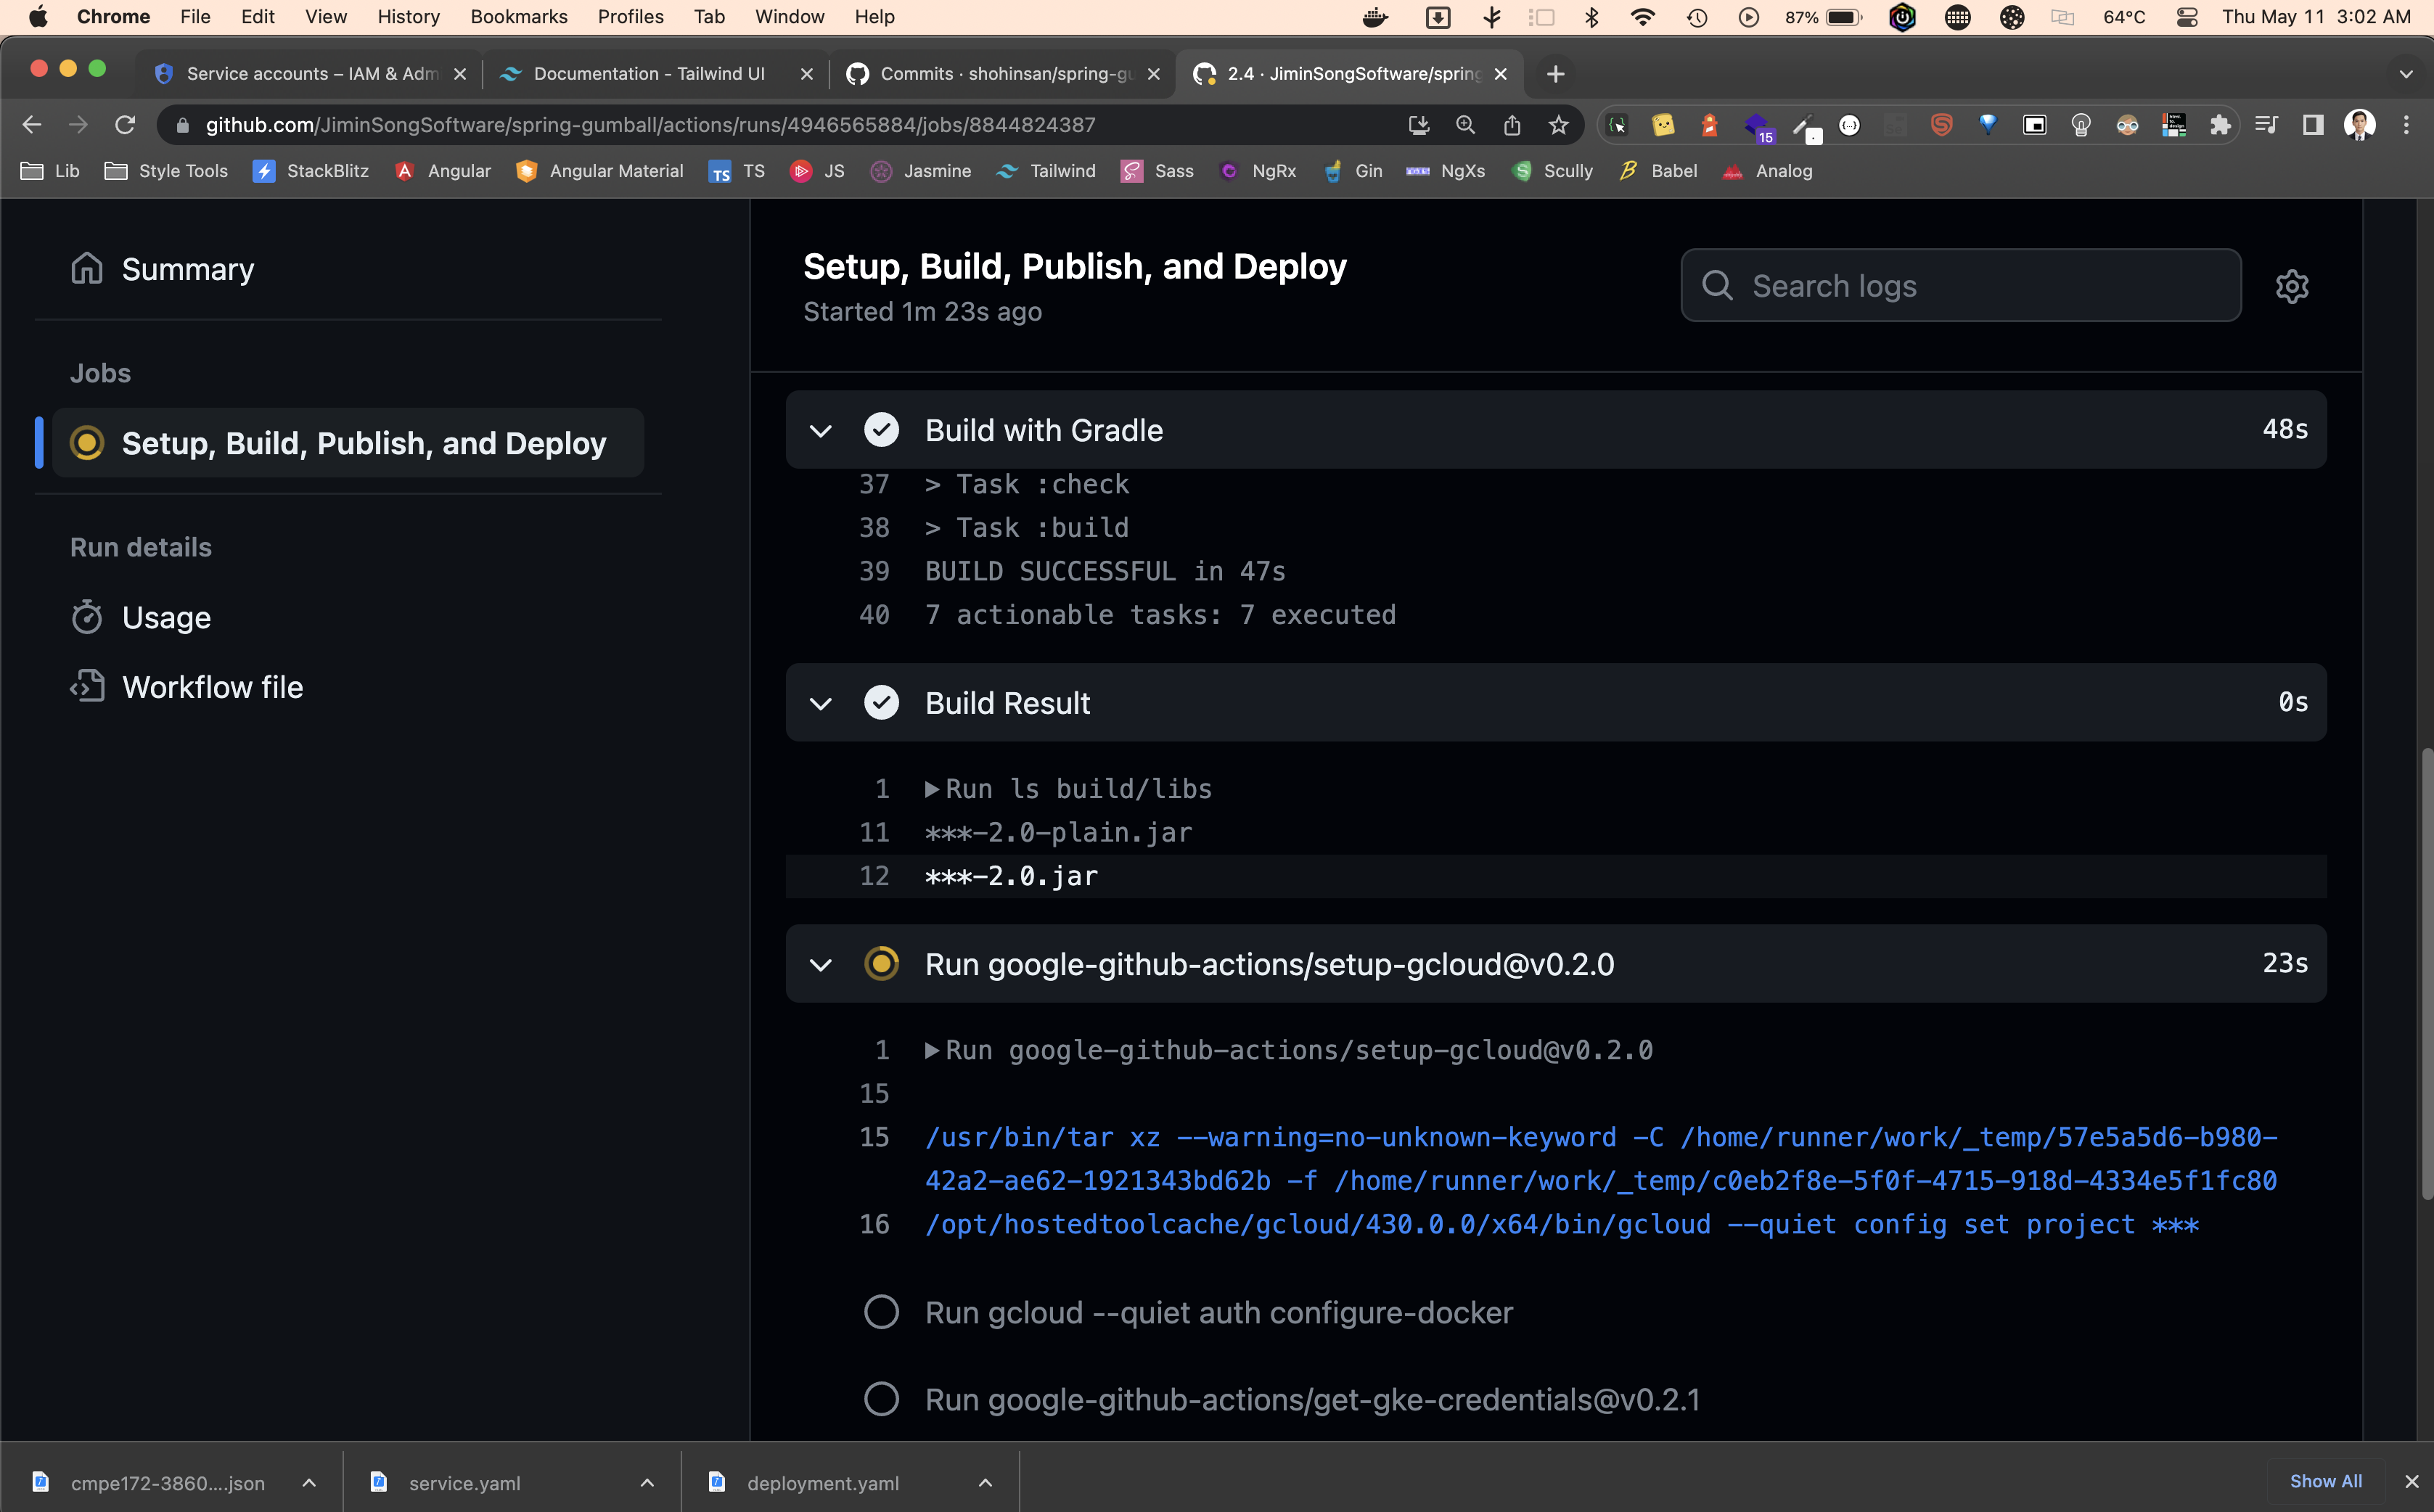 Chrome File Edit View History Bookmarks Profiles Tab Window Help 87% 64°C Thu May 11 3:02 AM
Service accounts – IAM & Adm Documentation - Tailwind UI Commits · shohinsan/spring-gu 2.4 · JiminSongSoftware/spring
github.com/JiminSongSoftware/spring-gumball/actions/runs/4946565884/jobs/8844824387 15
Lib Style Tools StackBlitz Angular Angular Material TS TS JS Jasmine Tailwind Sass NgRx Gin NgXs Scully Babel Analog
Summary
Jobs
Setup, Build, Publish, and Deploy
Run details
Usage
Workflow file
Setup, Build, Publish, and Deploy
Started 1m 23s ago
Search logs
Build with Gradle 48s
37 > Task :check
38 > Task :build
39 BUILD SUCCESSFUL in 47s
40 7 actionable tasks: 7 executed
Build Result 0s
1 Run ls build/libs
11 ***-2.0-plain.jar
12 ***-2.0.jar
Run google-github-actions/setup-gcloud@v0.2.0 23s
1 Run google-github-actions/setup-gcloud@v0.2.0
15
15 /usr/bin/tar xz --warning=no-unknown-keyword -C /home/runner/work/_temp/57e5a5d6-b980-
42a2-ae62-1921343bd62b -f /home/runner/work/_temp/c0eb2f8e-5f0f-4715-918d-4334e5f1fc80
16 /opt/hostedtoolcache/gcloud/430.0.0/x64/bin/gcloud --quiet config set project ***
Run gcloud --quiet auth configure-docker
Run google-github-actions/get-gke-credentials@v0.2.1
cmpe172-3860....json service.yaml deployment.yaml Show All